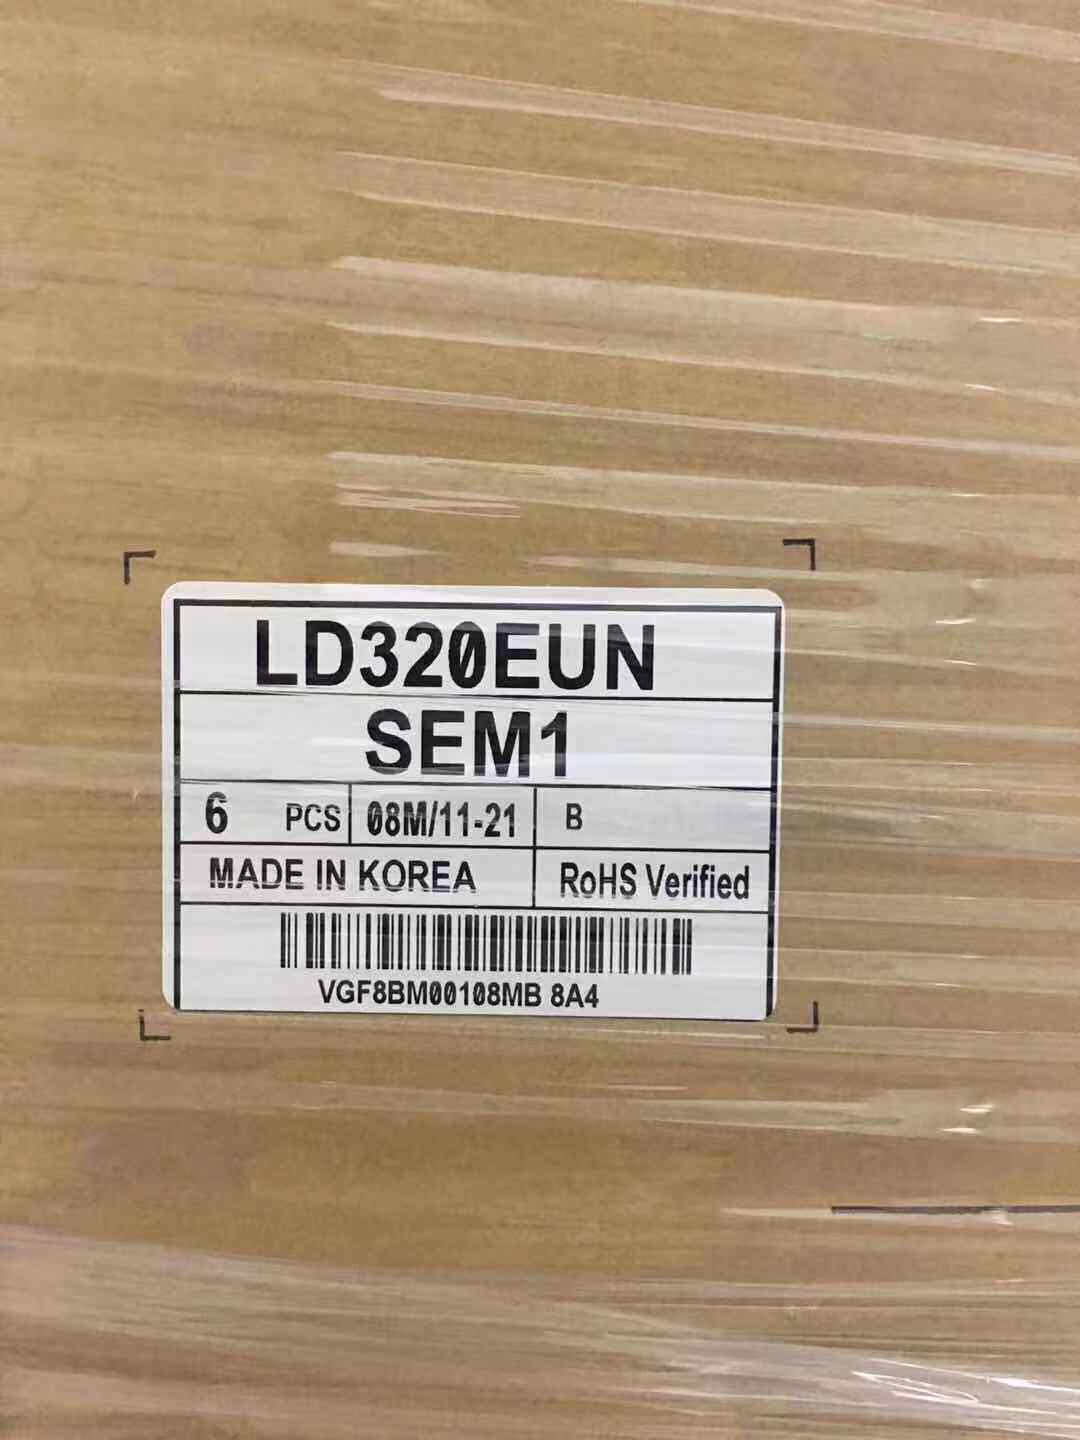 LD320EUN
SEM1
6 PCS 08M/11-21 B
MADE IN KOREA RoHS Verified
VGF8BM00108MB 8A4